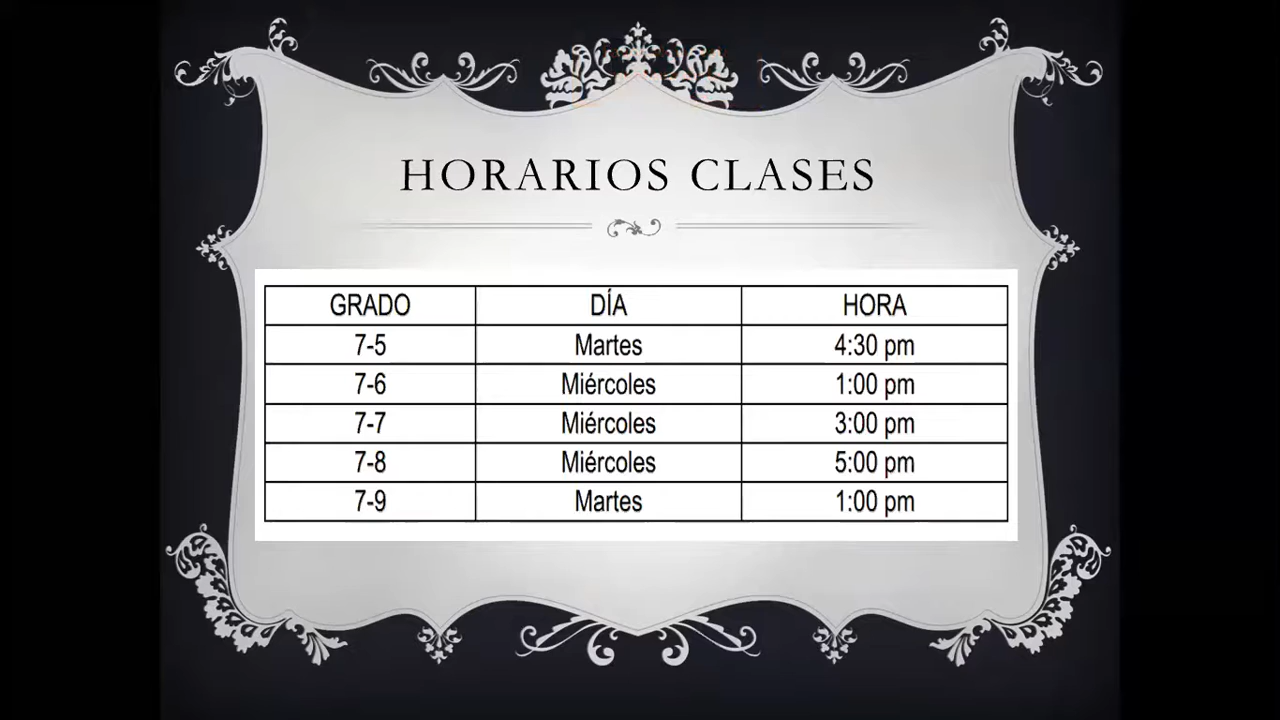 HORARIOS CLASES
GRADO DÍA HORA
7-5 Martes 4:30 pm
7-6 Miércoles 1:00 pm
7-7 Miércoles 3:00 pm
7-8 Miércoles 5:00 pm
7-9 Martes 1:00 pm